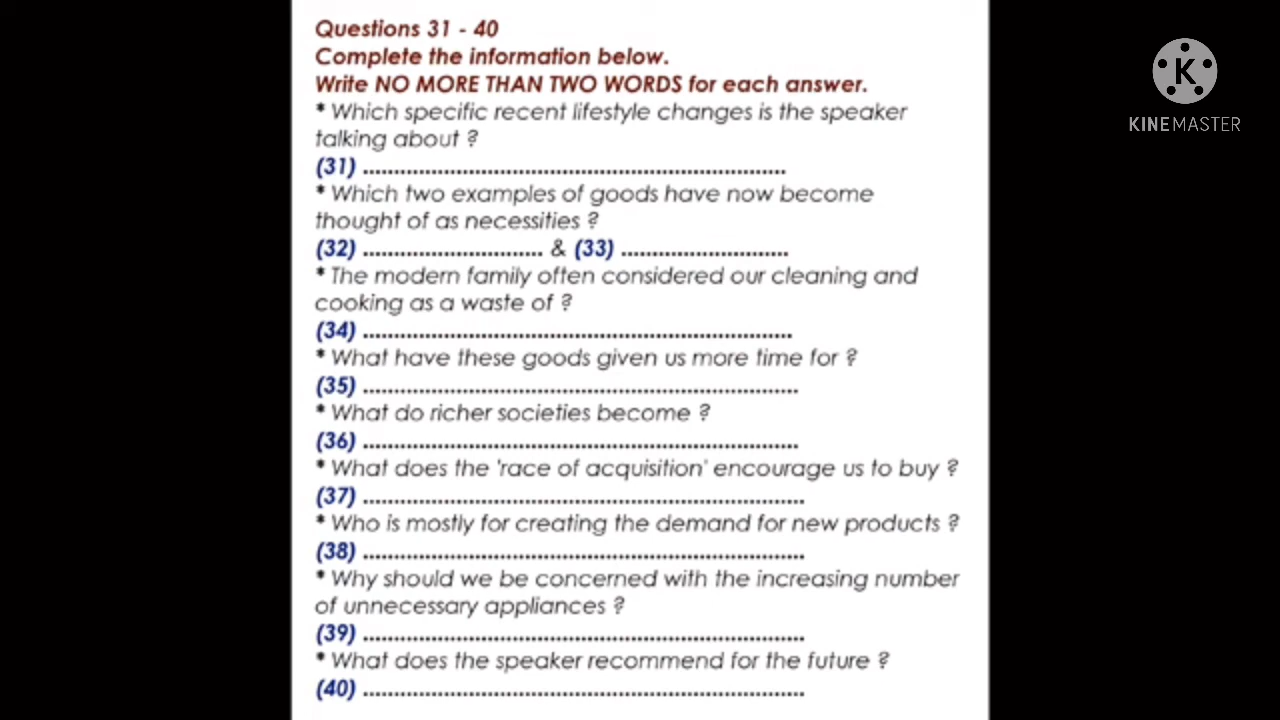 Questions 31 - 40
Complete the information below.
Write NO MORE THAN TWO WORDS for each answer.
* Which specific recent lifestyle changes is the speaker
talking about ?
(31) ......................................................................
* Which two examples of goods have now become
thought of as necessities ?
(32) .............................. & (33) ............................
* The modern family often considered our cleaning and
cooking as a waste of ?
(34) .......................................................................
* What have these goods given us more time for ?
(35) ........................................................................
* What do richer societies become ?
(36) ........................................................................
* What does the 'race of acquisition' encourage us to buy ?
(37) .........................................................................
* Who is mostly for creating the demand for new products ?
(38) .........................................................................
* Why should we be concerned with the increasing number
of unnecessary appliances ?
(39) .........................................................................
* What does the speaker recommend for the future ?
(40) .........................................................................
K
KINEMASTER